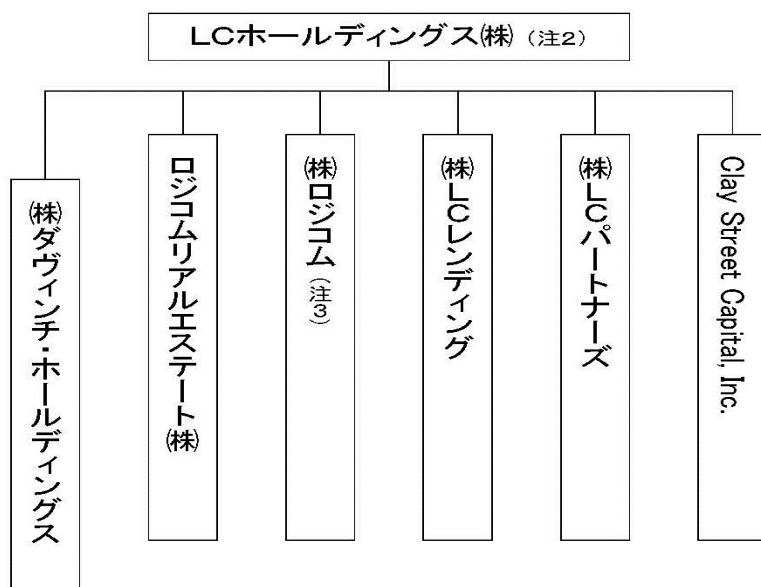 LCホールディングス㈱（注2）
㈱ダヴィンチ・ホールディングス
ロジコムリアルエステート㈱
㈱ロジコム（注3）
㈱LCレンディング
㈱LCパートナーズ
Clay Street Capital, Inc.